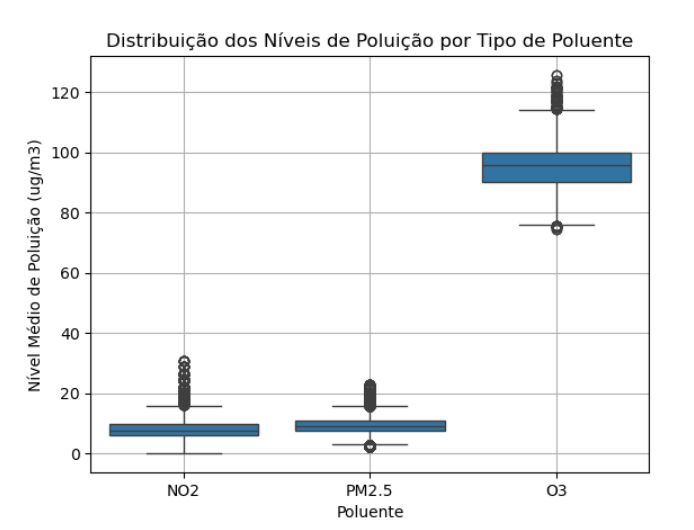 Distribuição dos Níveis de Poluição por Tipo de Poluente
Nível Médio de Poluição (ug/m3)
120
100
80
60
40
20
0
NO2 PM2.5 O3
Poluente